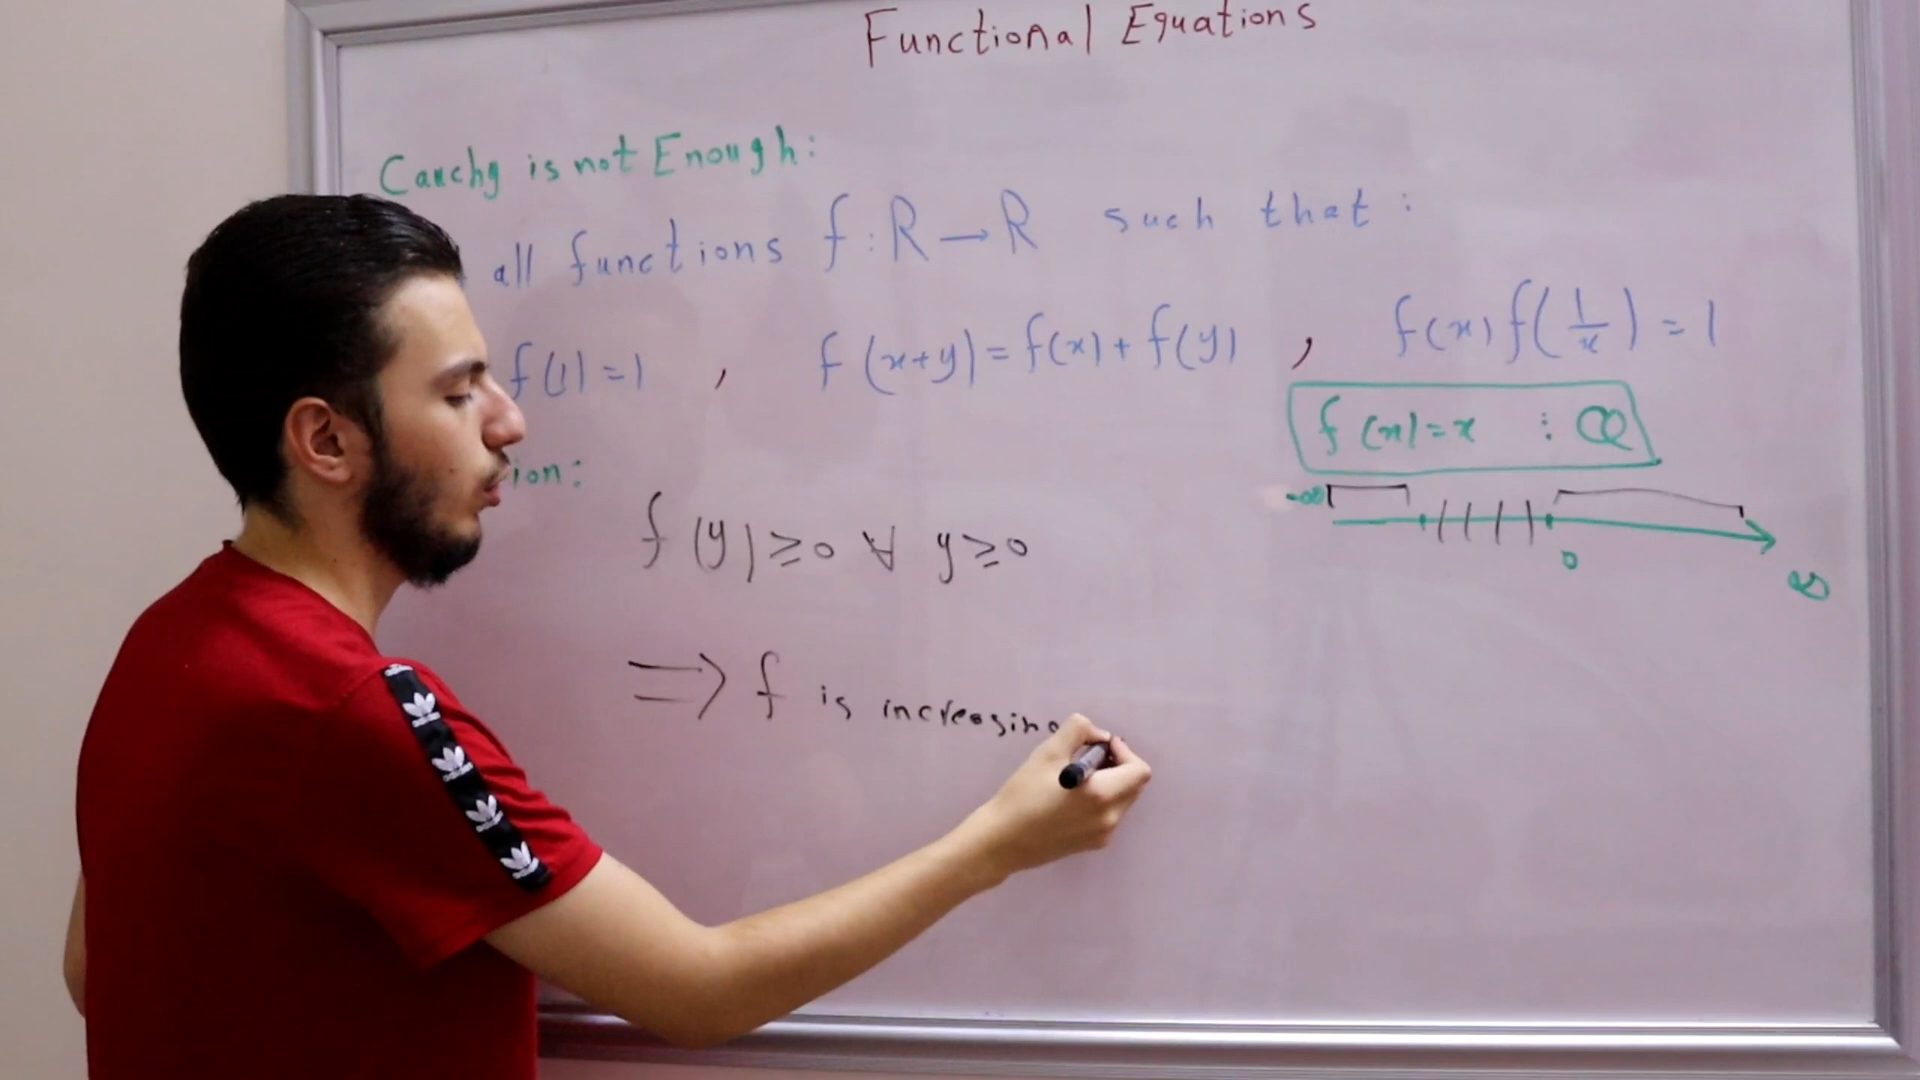 Functional Equations
Cauchy is not Enough:
all functions f : R → R such that :
f(1)=1 , f(x+y)=f(x)+f(y) , f(x)f(1/x)=1
f(x)=x : Q
ion:
-∞
0
∞
f(y)≥0 ∀ y≥0
⇒ f is increasing